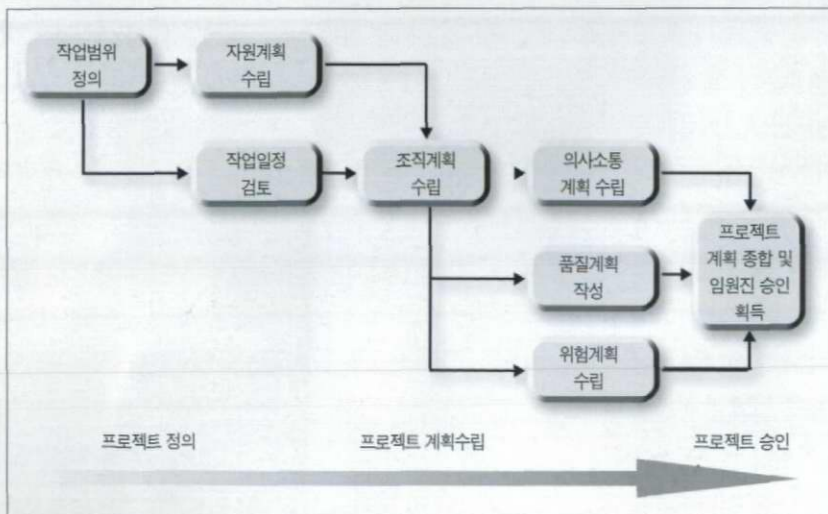 작업범위
정의
자원계획
수립
작업일정
검토
조직계획
수립
의사소통
계획 수립
품질계획
작성
위험계획
수립
프로젝트
계획 종합 및
임원진 승인
획득
프로젝트 정의
프로젝트 계획수립
프로젝트 승인